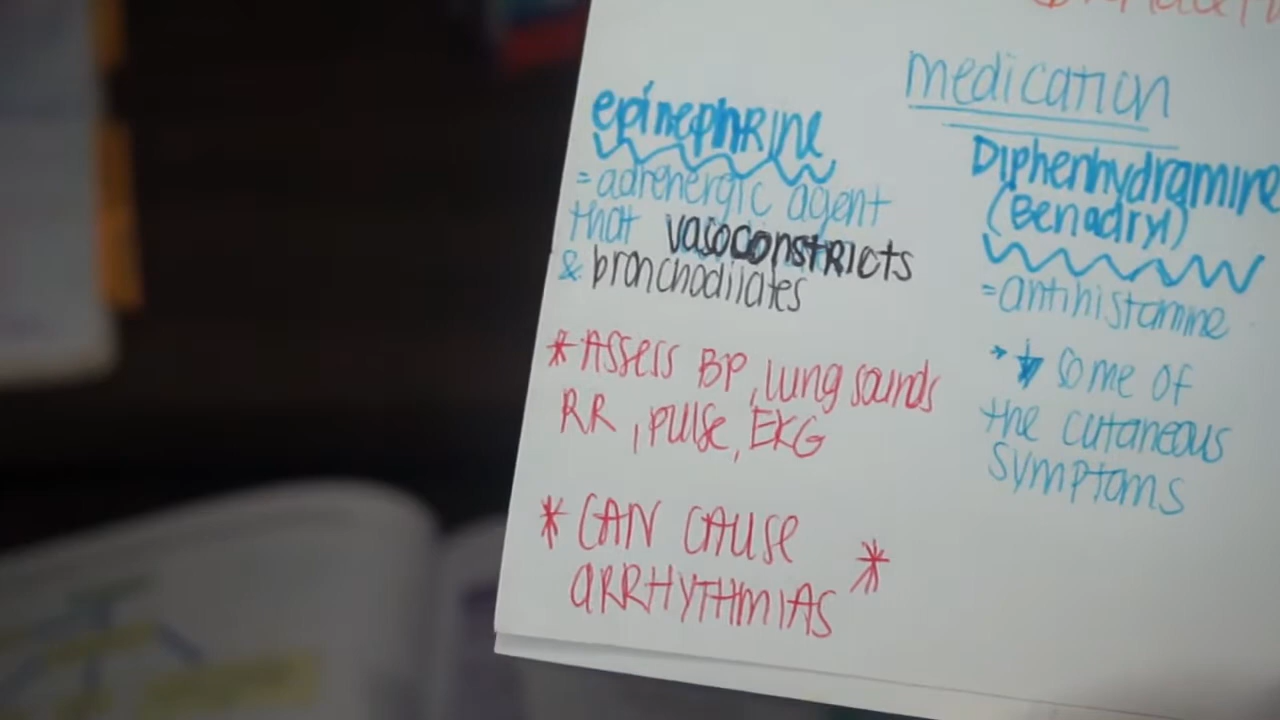 medication
epinephrine
= adrenergic agent
that vasoconstricts
& bronchodilates
* Assess BP, lung sounds
RR, pulse, EKG
* CAN CAUSE
ARRHYTHMIAS *
Diphenhydramine
(Benadryl)
= antihistamine
→ ↓ some of
the cutaneous
symptoms